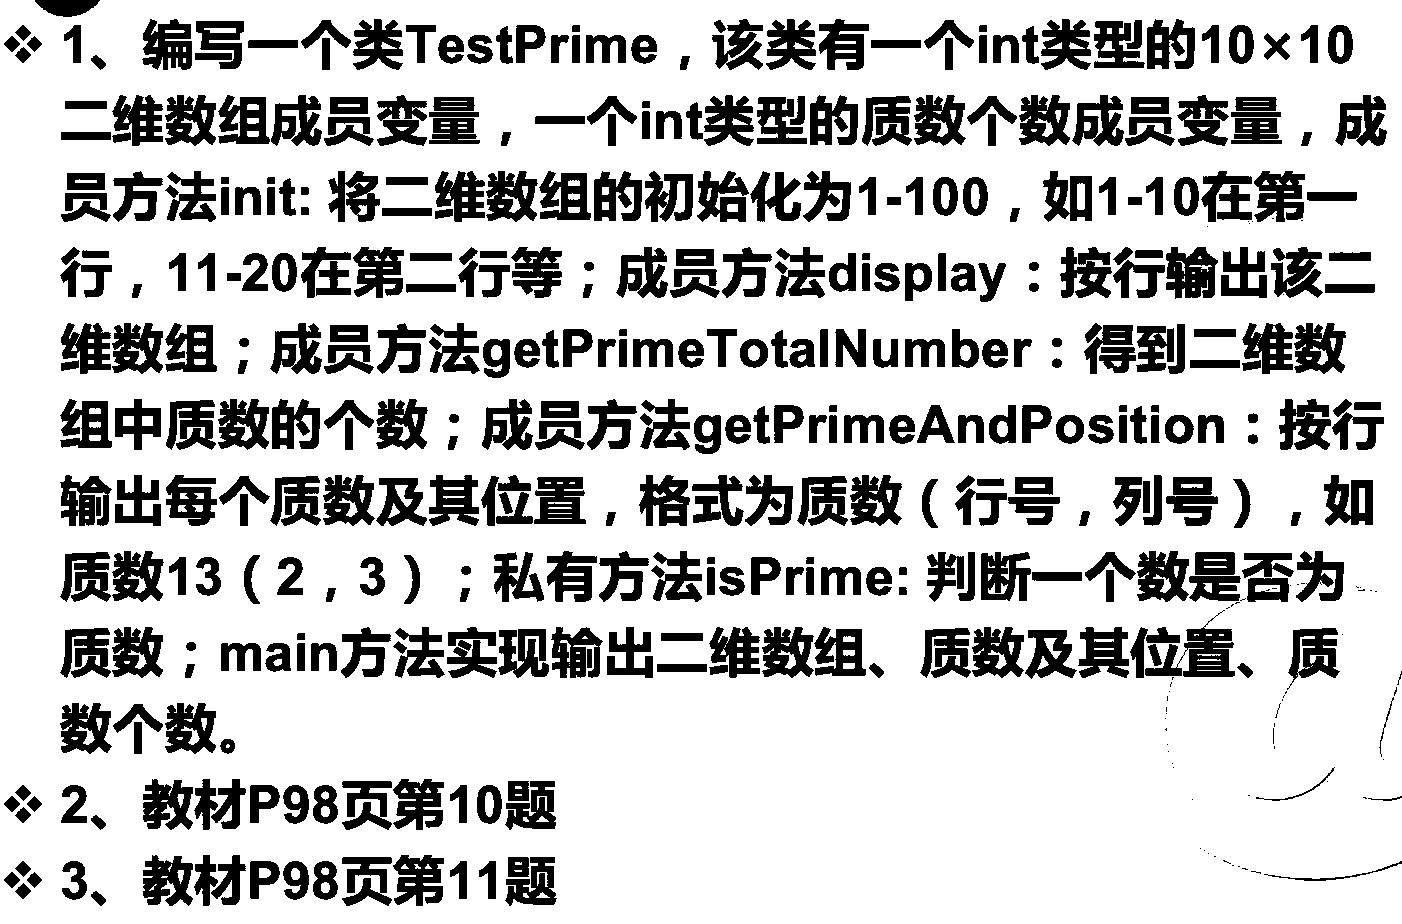 ❖ 1、编写一个类TestPrime，该类有一个int类型的10×10
二维数组成员变量，一个int类型的质数个数成员变量，成
员方法init: 将二维数组的初始化为1-100，如1-10在第一
行，11-20在第二行等；成员方法display：按行输出该二
维数组；成员方法getPrimeTotalNumber：得到二维数
组中质数的个数；成员方法getPrimeAndPosition：按行
输出每个质数及其位置，格式为质数（行号，列号），如
质数13（2，3）；私有方法isPrime: 判断一个数是否为
质数；main方法实现输出二维数组、质数及其位置、质
数个数。
❖ 2、教材P98页第10题
❖ 3、教材P98页第11题